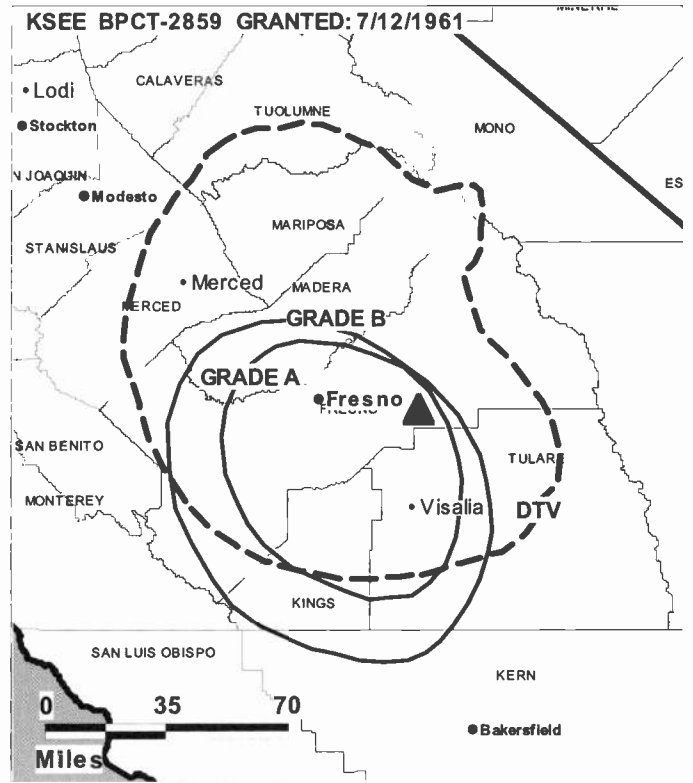 KSEE BPCT-2859 GRANTED: 7/12/1961
CALAVERAS
Lodi
TUOLUMNE
Stockton
MONO
N JOAQUIN
ES
Modesto
MARIPOSA
STANISLAUS
Merced
MADERA
MERCED
GRADE B
GRADE A
Fresno
FRESNO
SAN BENITO
TULARE
MONTEREY
Visalia
DTV
KINGS
SAN LUIS OBISPO
KERN
0 35 70
Bakersfield
Miles